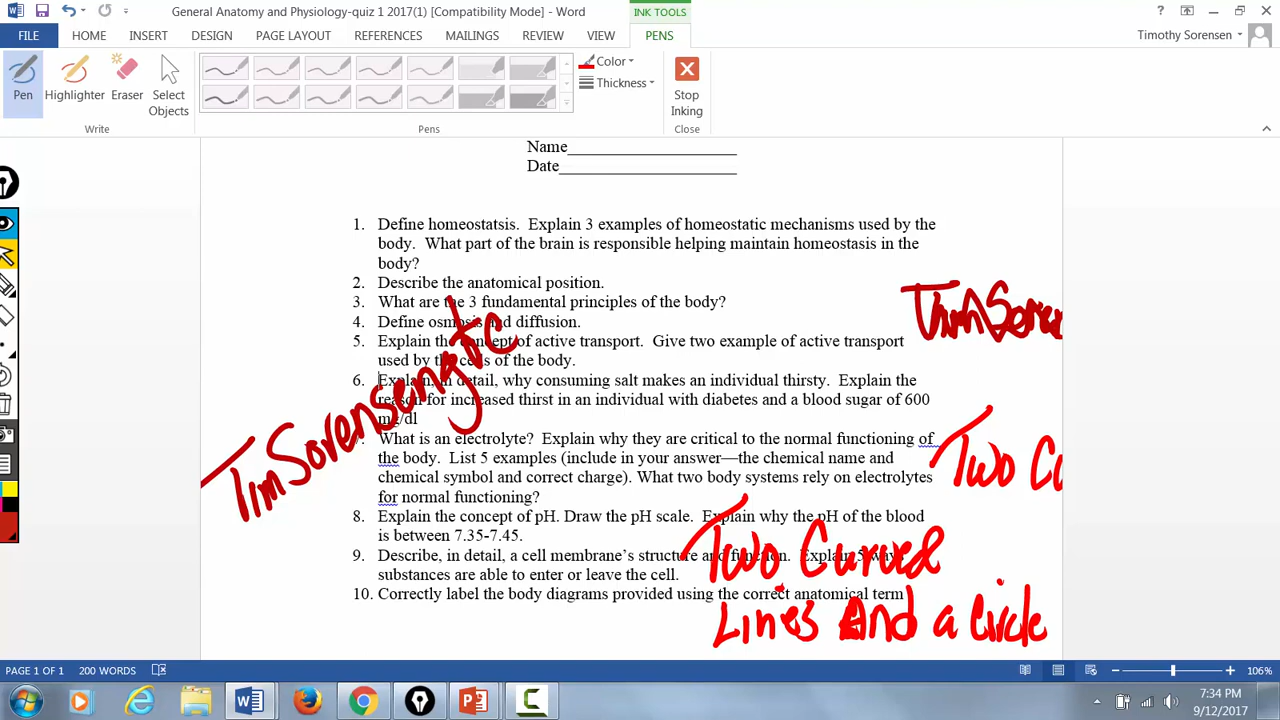 General Anatomy and Physiology-quiz 1 2017(1) [Compatibility Mode] - Word
INK TOOLS
FILE HOME INSERT DESIGN PAGE LAYOUT REFERENCES MAILINGS REVIEW VIEW PENS
Timothy Sorensen
Pen Highlighter Eraser Select Objects
Color
Thickness
Stop Inking
Write Pens Close
Name
Date
1. Define homeostatsis. Explain 3 examples of homeostatic mechanisms used by the
body. What part of the brain is responsible helping maintain homeostasis in the
body?
2. Describe the anatomical position.
3. What are the 3 fundamental principles of the body?
4. Define osmosis and diffusion.
5. Explain the concept of active transport. Give two example of active transport
used by the cells of the body.
6. Explain, in detail, why consuming salt makes an individual thirsty. Explain the
reason for increased thirst in an individual with diabetes and a blood sugar of 600
mg/dl
7. What is an electrolyte? Explain why they are critical to the normal functioning of
the body. List 5 examples (include in your answer—the chemical name and
chemical symbol and correct charge). What two body systems rely on electrolytes
for normal functioning?
8. Explain the concept of pH. Draw the pH scale. Explain why the pH of the blood
is between 7.35-7.45.
9. Describe, in detail, a cell membrane's structure and function. Explain 5 ways
substances are able to enter or leave the cell.
10. Correctly label the body diagrams provided using the correct anatomical term
Two Curved
Lines And a Circle
PAGE 1 OF 1 200 WORDS
106%
7:34 PM
9/12/2017